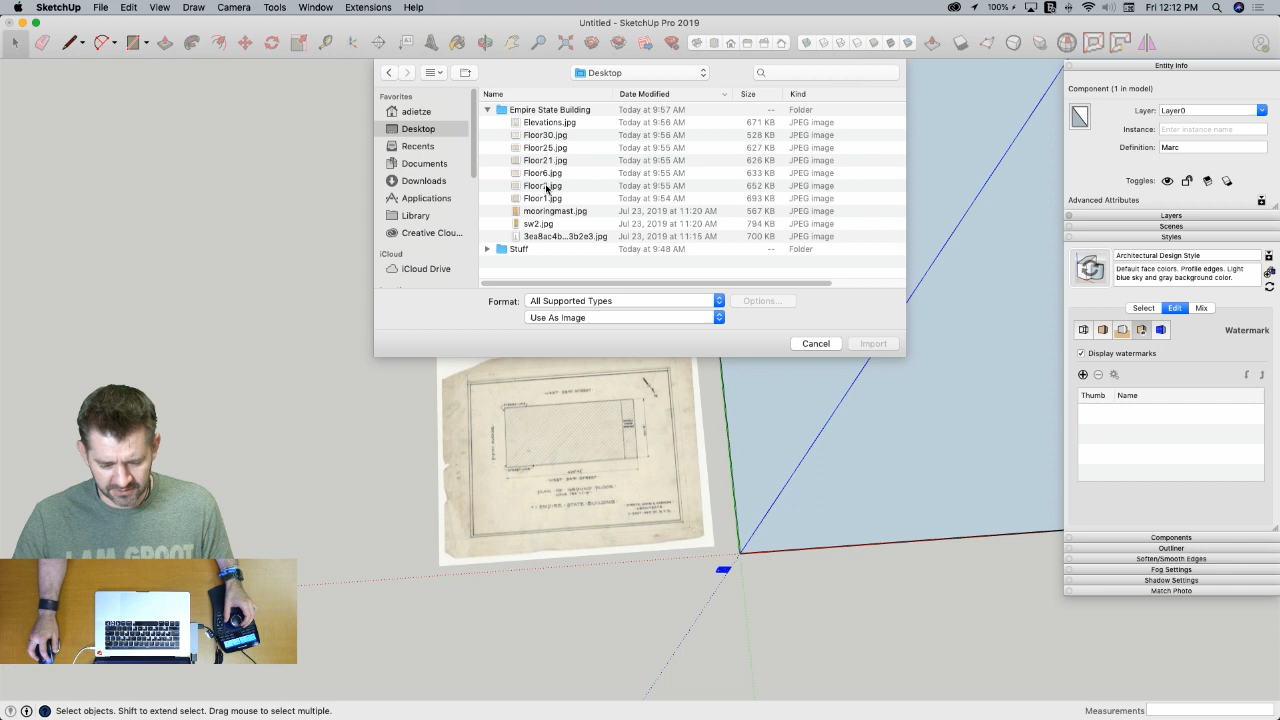 SketchUp File Edit View Draw Camera Tools Window Extensions Help
100% Fri 12:12 PM
Untitled - SketchUp Pro 2019
Desktop
Favorites
adietze
Desktop
Recents
Documents
Downloads
Applications
Library
Creative Clou...
iCloud
iCloud Drive
Name Date Modified Size Kind
Empire State Building Today at 9:57 AM -- Folder
Elevations.jpg Today at 9:56 AM 671 KB JPEG image
Floor30.jpg Today at 9:56 AM 528 KB JPEG image
Floor25.jpg Today at 9:55 AM 627 KB JPEG image
Floor21.jpg Today at 9:55 AM 626 KB JPEG image
Floor6.jpg Today at 9:55 AM 633 KB JPEG image
Today at 9:55 AM 652 KB JPEG image
Floor1.jpg Today at 9:54 AM 693 KB JPEG image
mooringmast.jpg Jul 23, 2019 at 11:20 AM 567 KB JPEG image
sw2.jpg Jul 23, 2019 at 11:20 AM 794 KB JPEG image
3ea8ac4b...3b2e3.jpg Jul 23, 2019 at 11:15 AM 700 KB JPEG image
Stuff Today at 9:48 AM -- Folder
Format: All Supported Types Options...
Use As Image
Cancel Import
Entity Info
Component (1 in model)
Layer: Layer0
Instance: Enter instance name
Definition: Marc
Toggles:
Advanced Attributes
Layers
Scenes
Styles
Architectural Design Style
Default face colors. Profile edges. Light
blue sky and gray background color.
Select Edit Mix
Watermark
Display watermarks
Thumb Name
Components
Outliner
Soften/Smooth Edges
Fog Settings
Shadow Settings
Match Photo
PLAN OF GROUND FLOOR
EMPIRE STATE BUILDING
I AM GROOT
Select objects. Shift to extend select. Drag mouse to select multiple.
Measurements